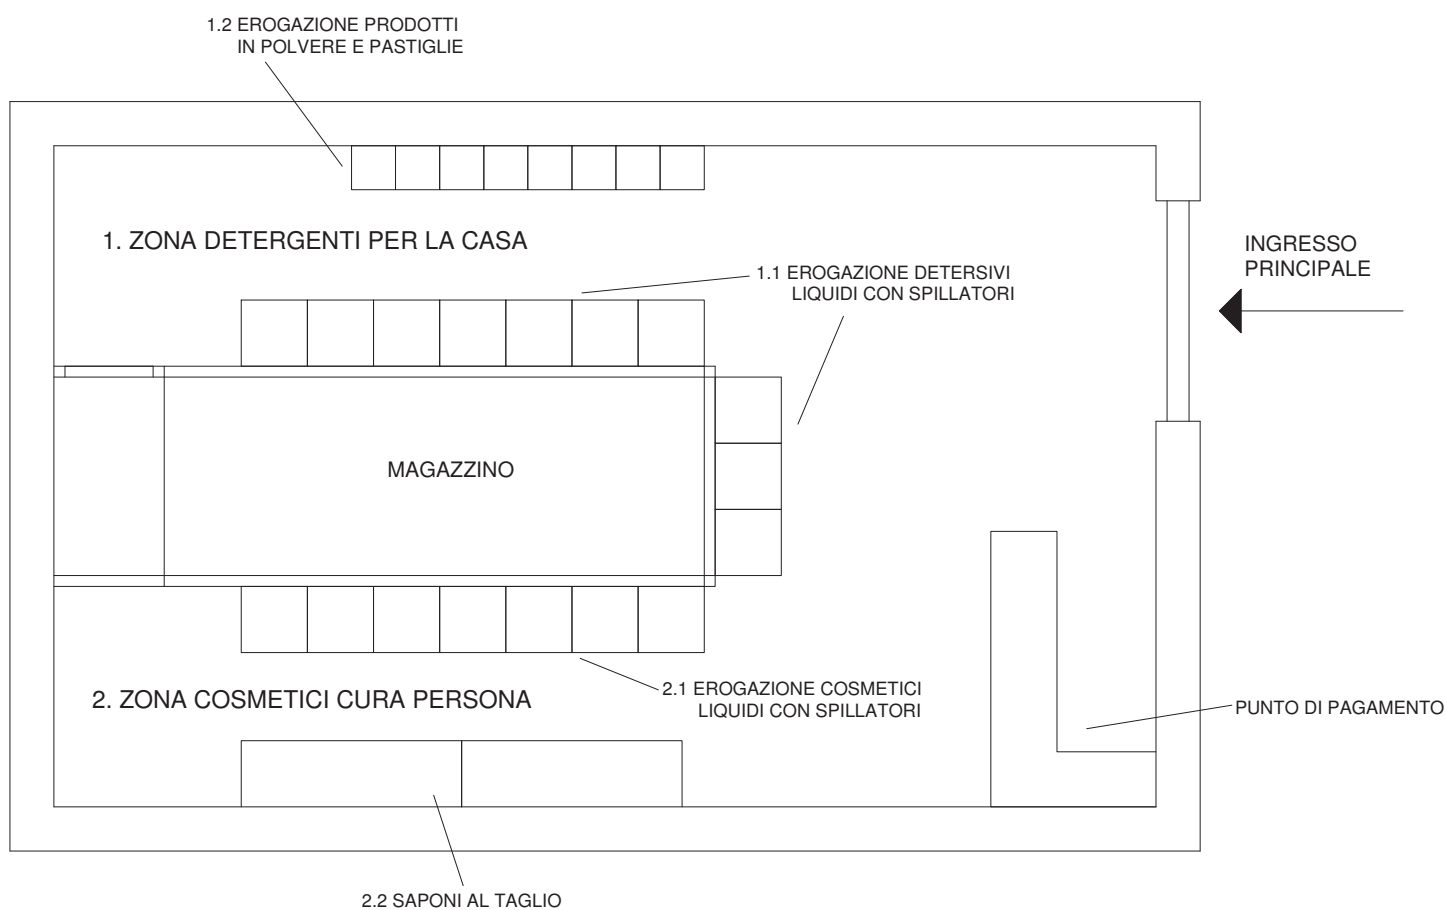 1.2 EROGAZIONE PRODOTTI
IN POLVERE E PASTIGLIE
1. ZONA DETERGENTI PER LA CASA
INGRESSO
PRINCIPALE
1.1 EROGAZIONE DETERSIVI
LIQUIDI CON SPILLATORI
MAGAZZINO
2. ZONA COSMETICI CURA PERSONA
2.1 EROGAZIONE COSMETICI
LIQUIDI CON SPILLATORI
PUNTO DI PAGAMENTO
2.2 SAPONI AL TAGLIO